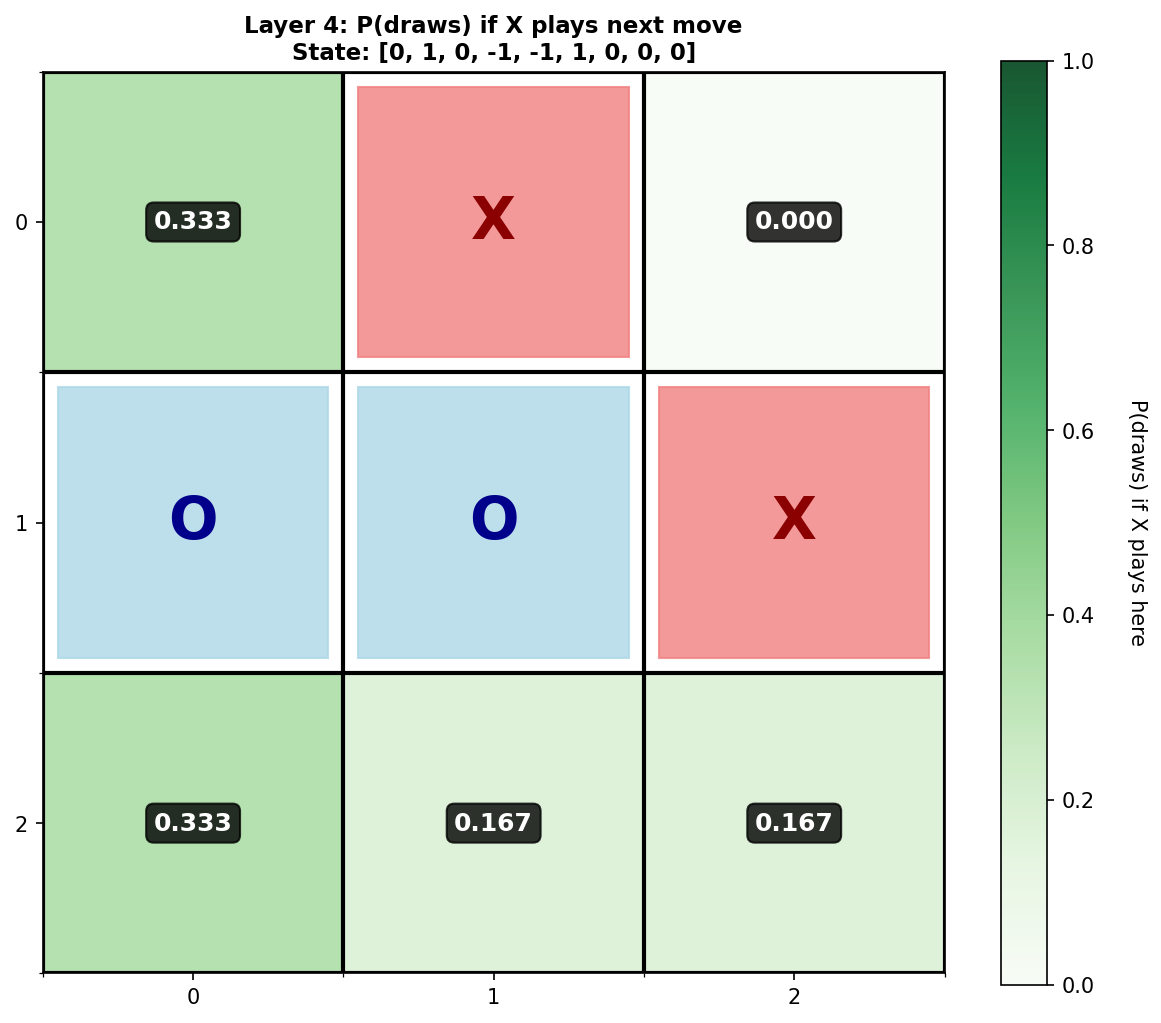 Layer 4: P(draws) if X plays next move
State: [0, 1, 0, -1, -1, 1, 0, 0, 0]
0.333 X 0.000
O O X
0.333 0.167 0.167
0
1
2
0 1 2
1.0
0.8
0.6
0.4
0.2
0.0
P(draws) if X plays here